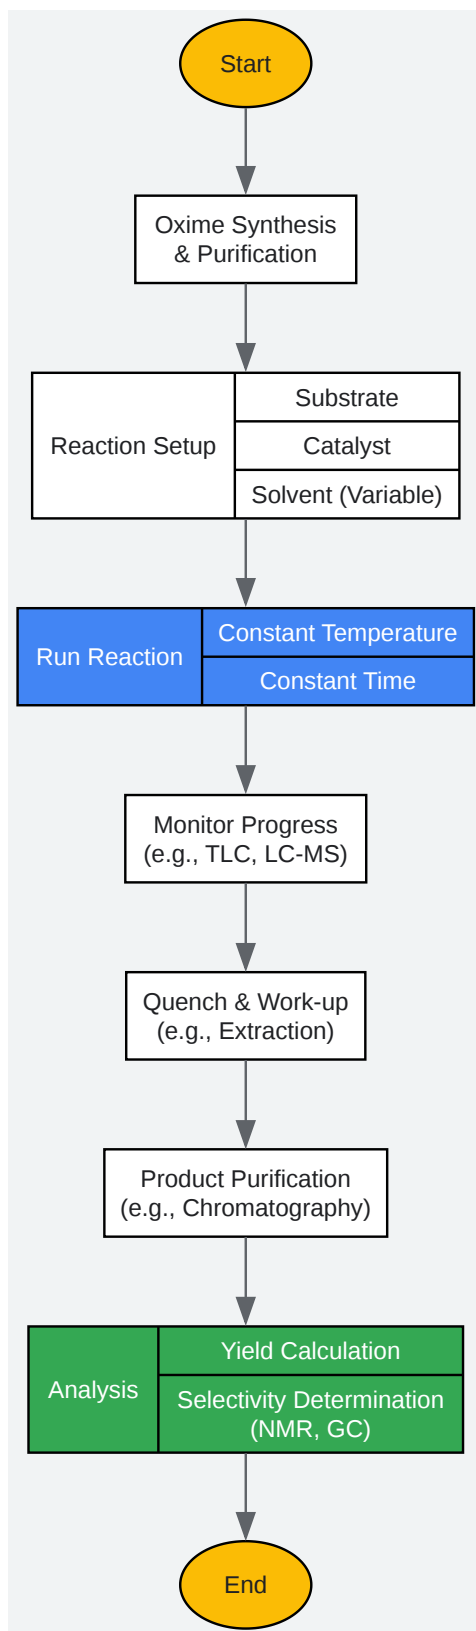 Start
Oxime Synthesis
& Purification
Reaction Setup
Substrate
Catalyst
Solvent (Variable)
Run Reaction
Constant Temperature
Constant Time
Monitor Progress
(e.g., TLC, LC-MS)
Quench & Work-up
(e.g., Extraction)
Product Purification
(e.g., Chromatography)
Analysis
Yield Calculation
Selectivity Determination
(NMR, GC)
End